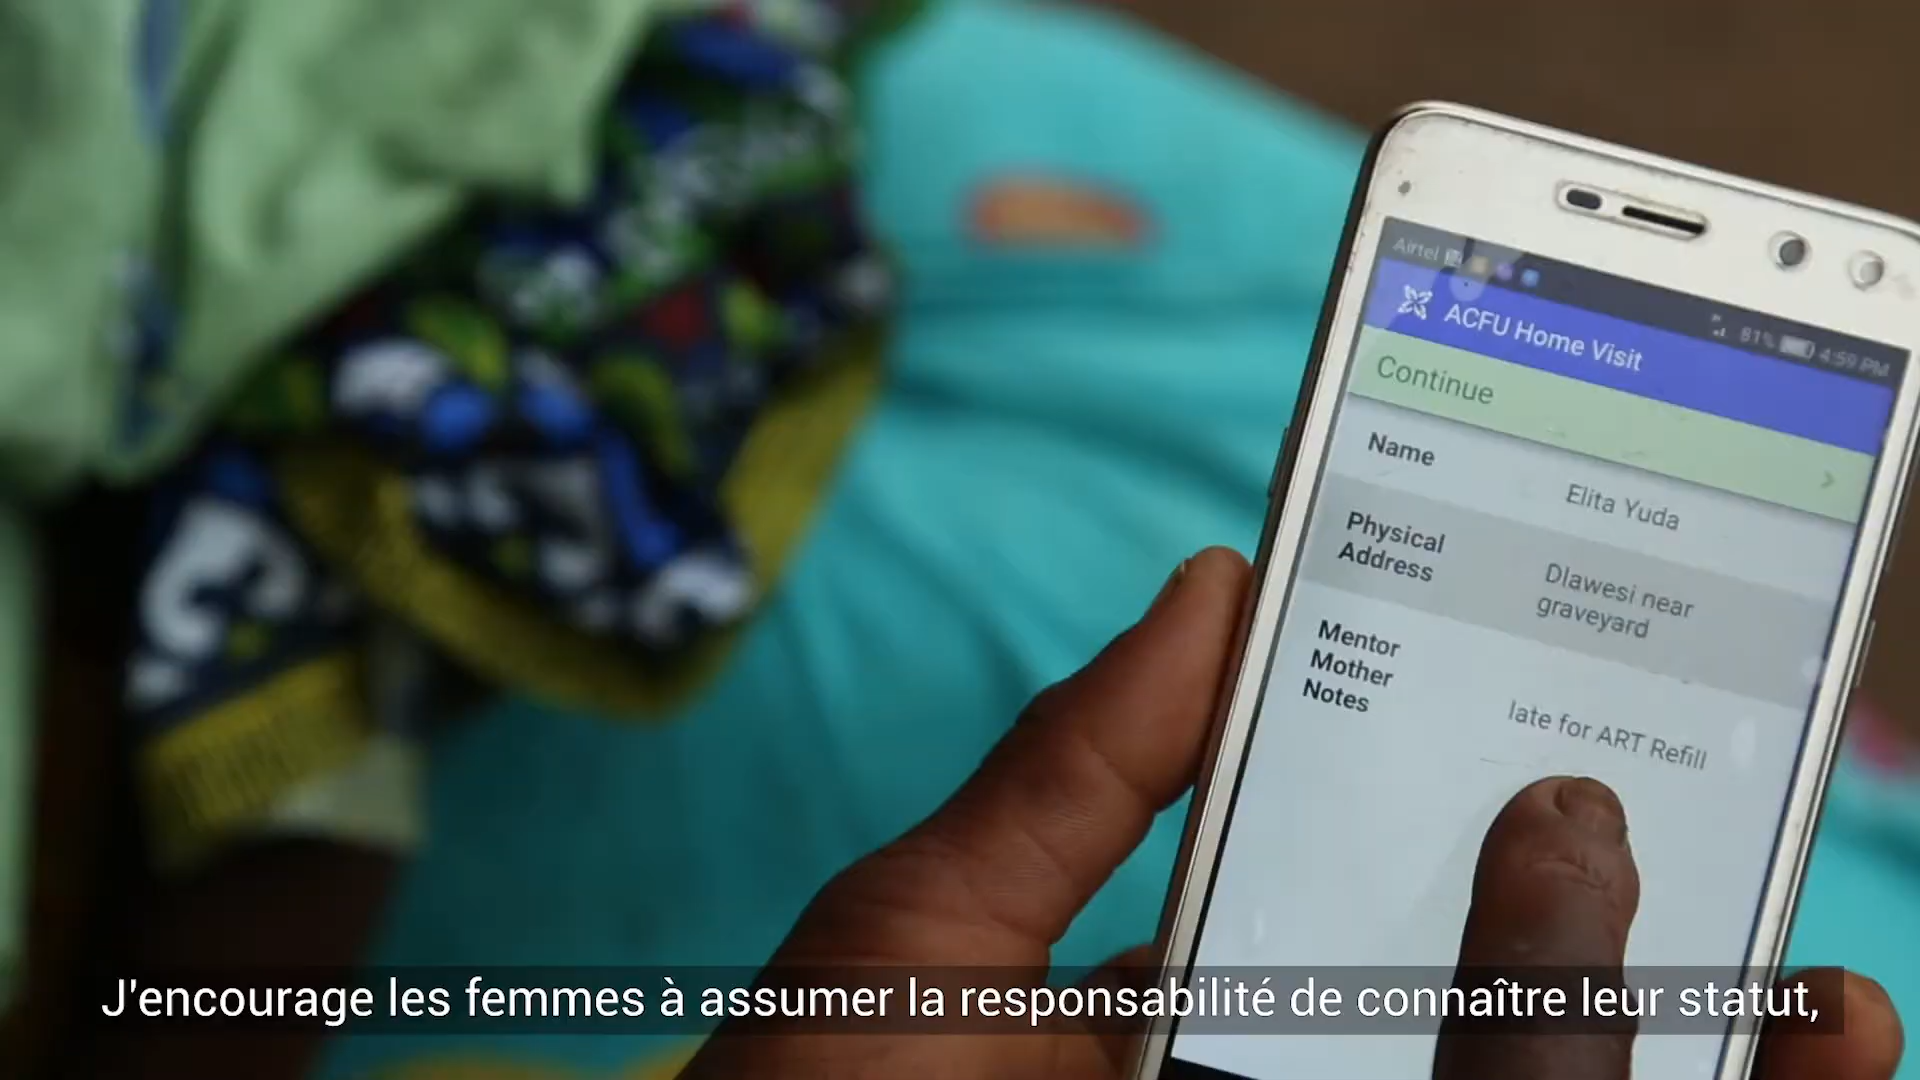 Airtel
81% 4:59 PM
ACFU Home Visit
Continue
Name
Elita Yuda
Physical
Address
Dlawesi near
graveyard
Mentor
Mother
Notes
late for ART Refill
J'encourage les femmes à assumer la responsabilité de connaître leur statut,